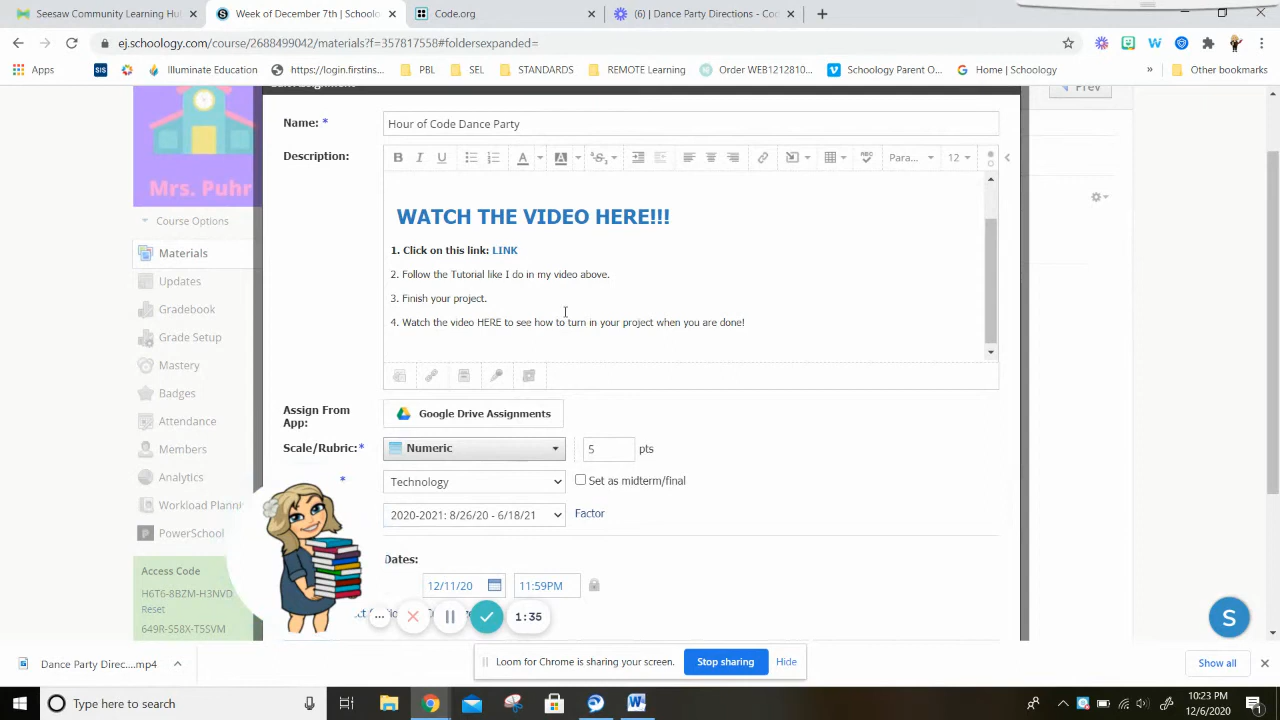 Seesaw Community Learning Hu
Week of December 7th | Schoolo
Code.org
(6) | Dance Party Directions - Coo
ej.schoology.com/course/2688499042/materials?f=357817558#fodersexpanded=
Apps
SIS
Illuminate Education
https://login.firstins...
PBL
SEL
STANDARDS
REMOTE Learning
Order WEB1212810...
Schoology Parent O...
Home | Schoology
»
Other bookmarks
Prev
Mrs. Puhr
Course Options
Materials
Updates
Gradebook
Grade Setup
Mastery
Badges
Attendance
Members
Analytics
Workload Planni
PowerSchool
Access Code
H6T6-8BZM-H3NVD
Reset
649R-S58X-T5SVM
Name: *
Hour of Code Dance Party
Description:
B I U
A A S
ABC
Para...
12
WATCH THE VIDEO HERE!!!
1. Click on this link: LINK
2. Follow the Tutorial like I do in my video above.
3. Finish your project.
4. Watch the video HERE to see how to turn in your project when you are done!
Assign From
App:
Google Drive Assignments
Scale/Rubric:*
Numeric
5
pts
*
Technology
Set as midterm/final
2020-2021: 8/26/20 - 6/18/21
Factor
Dates:
12/11/20
11:59PM
1:35
S
Dance Party Direc....mp4
Loom for Chrome is sharing your screen.
Stop sharing
Hide
Show all
Type here to search
10:23 PM
12/6/2020